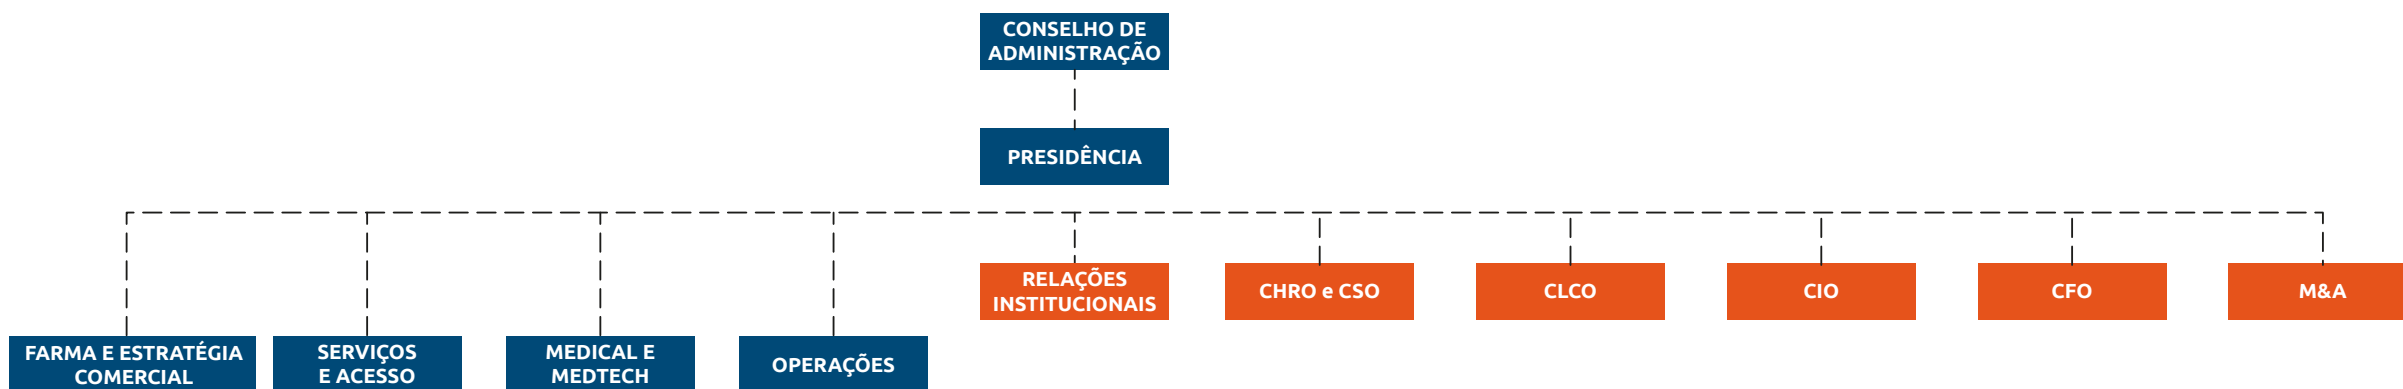 CONSELHO DE
ADMINISTRAÇÃO
PRESIDÊNCIA
RELAÇÕES
INSTITUCIONAIS
CHRO e CSO
CLCO
CIO
CFO
M&A
FARMA E ESTRATÉGIA
COMERCIAL
SERVIÇOS
E ACESSO
MEDICAL E
MEDTECH
OPERAÇÕES